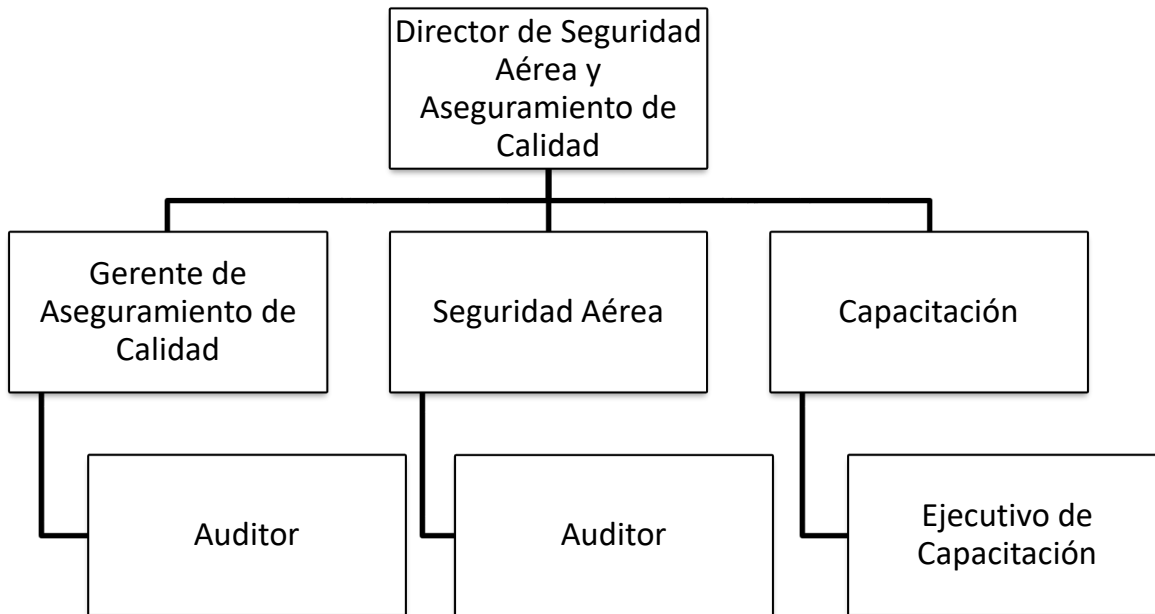 Director de Seguridad
Aérea y
Aseguramiento de
Calidad
Gerente de
Aseguramiento de
Calidad
Seguridad Aérea
Capacitación
Auditor
Auditor
Ejecutivo de
Capacitación